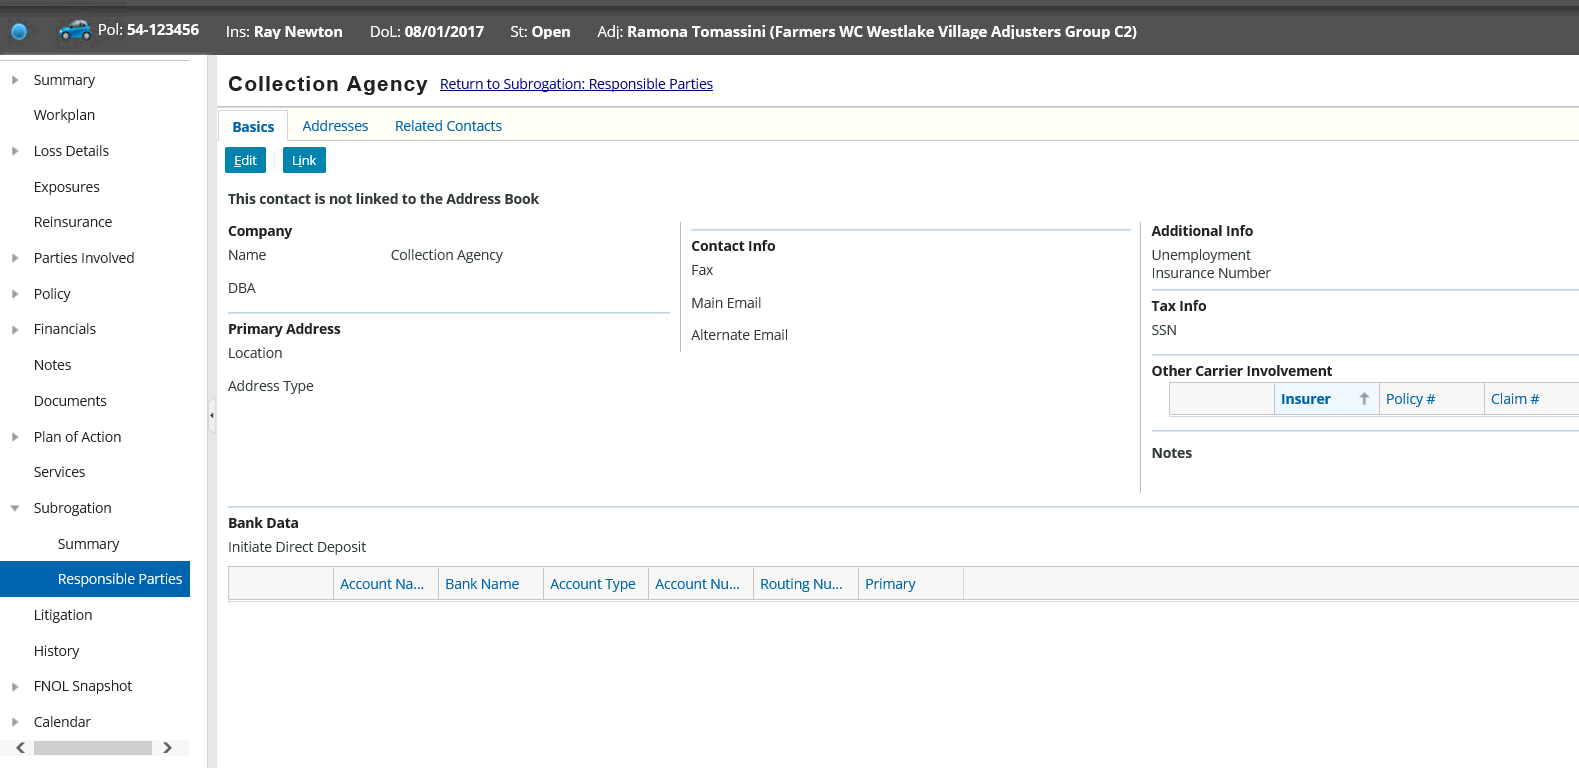 Pol: 54-123456 Ins: Ray Newton DoL: 08/01/2017 St: Open Adj: Ramona Tomassini (Farmers WC Westlake Village Adjusters Group C2)
Summary
Workplan
Loss Details
Exposures
Reinsurance
Parties Involved
Policy
Financials
Notes
Documents
Plan of Action
Services
Subrogation
Summary
Responsible Parties
Litigation
History
FNOL Snapshot
Calendar
Collection Agency Return to Subrogation: Responsible Parties
Basics Addresses Related Contacts
Edit Link
This contact is not linked to the Address Book
Company
Name Collection Agency
DBA
Primary Address
Location
Address Type
Contact Info
Fax
Main Email
Alternate Email
Additional Info
Unemployment
Insurance Number
Tax Info
SSN
Other Carrier Involvement
Insurer Policy # Claim #
Notes
Bank Data
Initiate Direct Deposit
Account Na... Bank Name Account Type Account Nu... Routing Nu... Primary